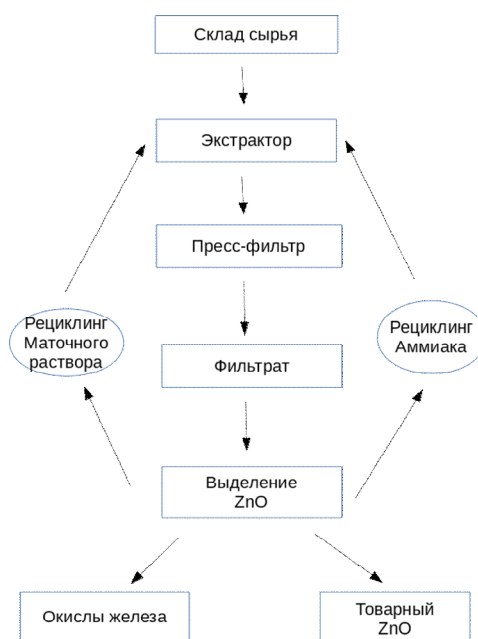 Склад сырья
Экстрактор
Пресс-фильтр
Рециклинг
Маточного
раствора
Рециклинг
Аммиака
Фильтрат
Выделение
ZnO
Окислы железа
Товарный
ZnO